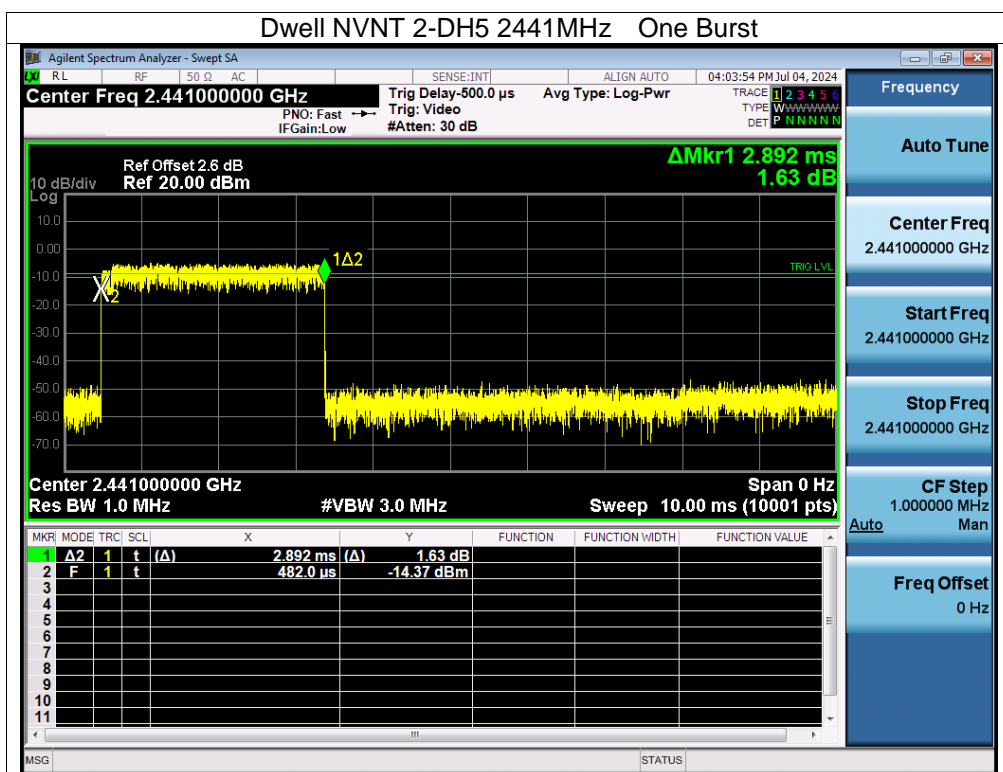 Dwell NVNT 2-DH5 2441MHz One Burst
Agilent Spectrum Analyzer - Swept SA
LXI RL RF 50 Ω AC SENSE:INT ALIGN AUTO 04:03:54 PM Jul 04, 2024
Center Freq 2.441000000 GHz Trig Delay-500.0 µs Avg Type: Log-Pwr TRACE 1 2 3 4 5 6
PNO: Fast Trig: Video TYPE WWWWWW
IFGain:Low #Atten: 30 dB DET P N N N N N
ΔMkr1 2.892 ms
1.63 dB
Ref Offset 2.6 dB
10 dB/div Ref 20.00 dBm
Log
10.0
0.00
-10.0
-20.0
-30.0
-40.0
-50.0
-60.0
-70.0
1Δ2
TRIG LVL
X2
Center 2.441000000 GHz Span 0 Hz
Res BW 1.0 MHz #VBW 3.0 MHz Sweep 10.00 ms (10001 pts)
MKR MODE TRC SCL X Y FUNCTION FUNCTION WIDTH FUNCTION VALUE
1 Δ2 1 t (Δ) 2.892 ms (Δ) 1.63 dB
2 F 1 t 482.0 µs -14.37 dBm
3
4
5
6
7
8
9
10
11
MSG STATUS
Frequency
Auto Tune
Center Freq
2.441000000 GHz
Start Freq
2.441000000 GHz
Stop Freq
2.441000000 GHz
CF Step
1.000000 MHz
Auto Man
Freq Offset
0 Hz